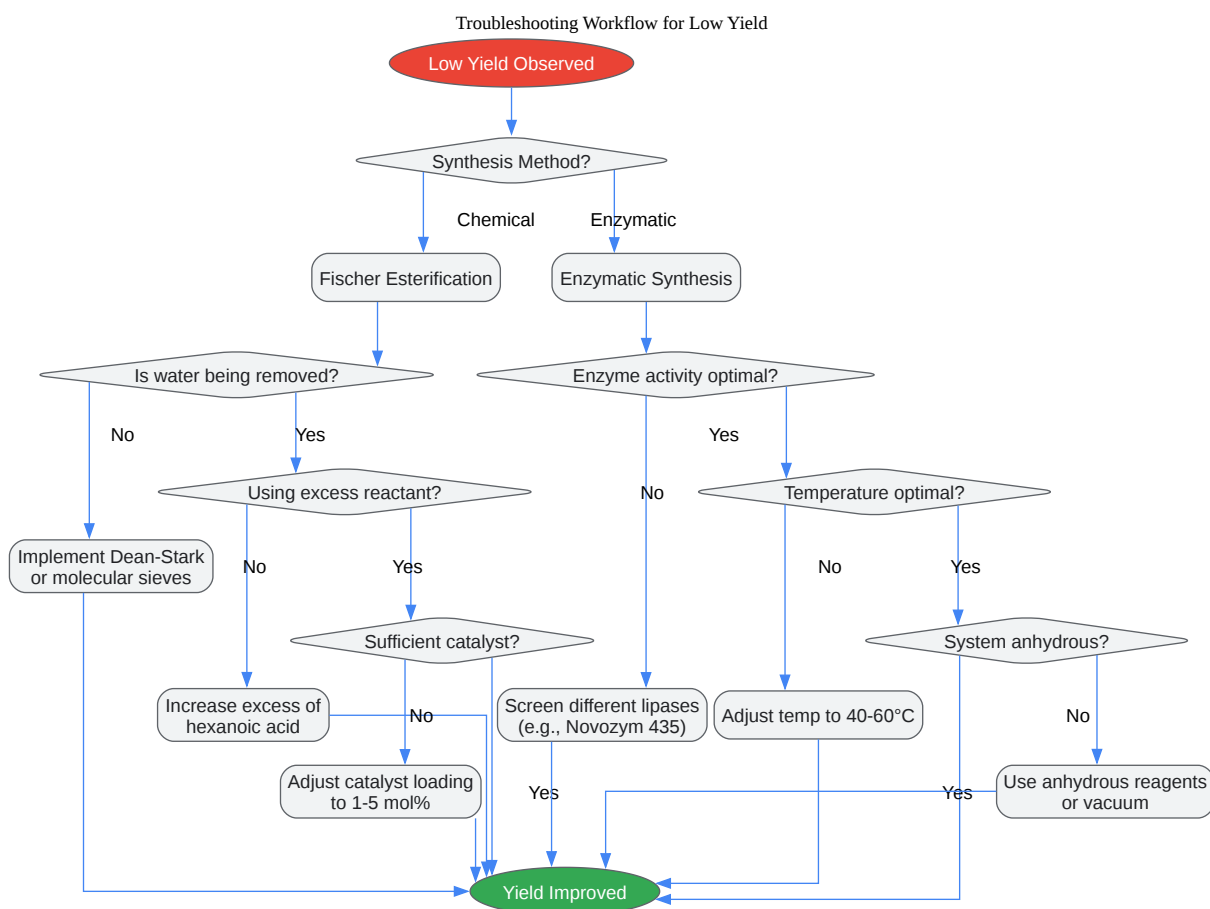 Troubleshooting Workflow for Low Yield
Low Yield Observed
Synthesis Method?
Chemical
Enzymatic
Fischer Esterification
Enzymatic Synthesis
Is water being removed?
Enzyme activity optimal?
No
Yes
Yes
Using excess reactant?
No
Temperature optimal?
Implement Dean-Stark
or molecular sieves
No
Yes
No
Yes
Sufficient catalyst?
System anhydrous?
Increase excess of
hexanoic acid
No
Screen different lipases
(e.g., Novozym 435)
Adjust temp to 40-60°C
No
Adjust catalyst loading
to 1-5 mol%
Yes
Yes
Use anhydrous reagents
or vacuum
Yield Improved